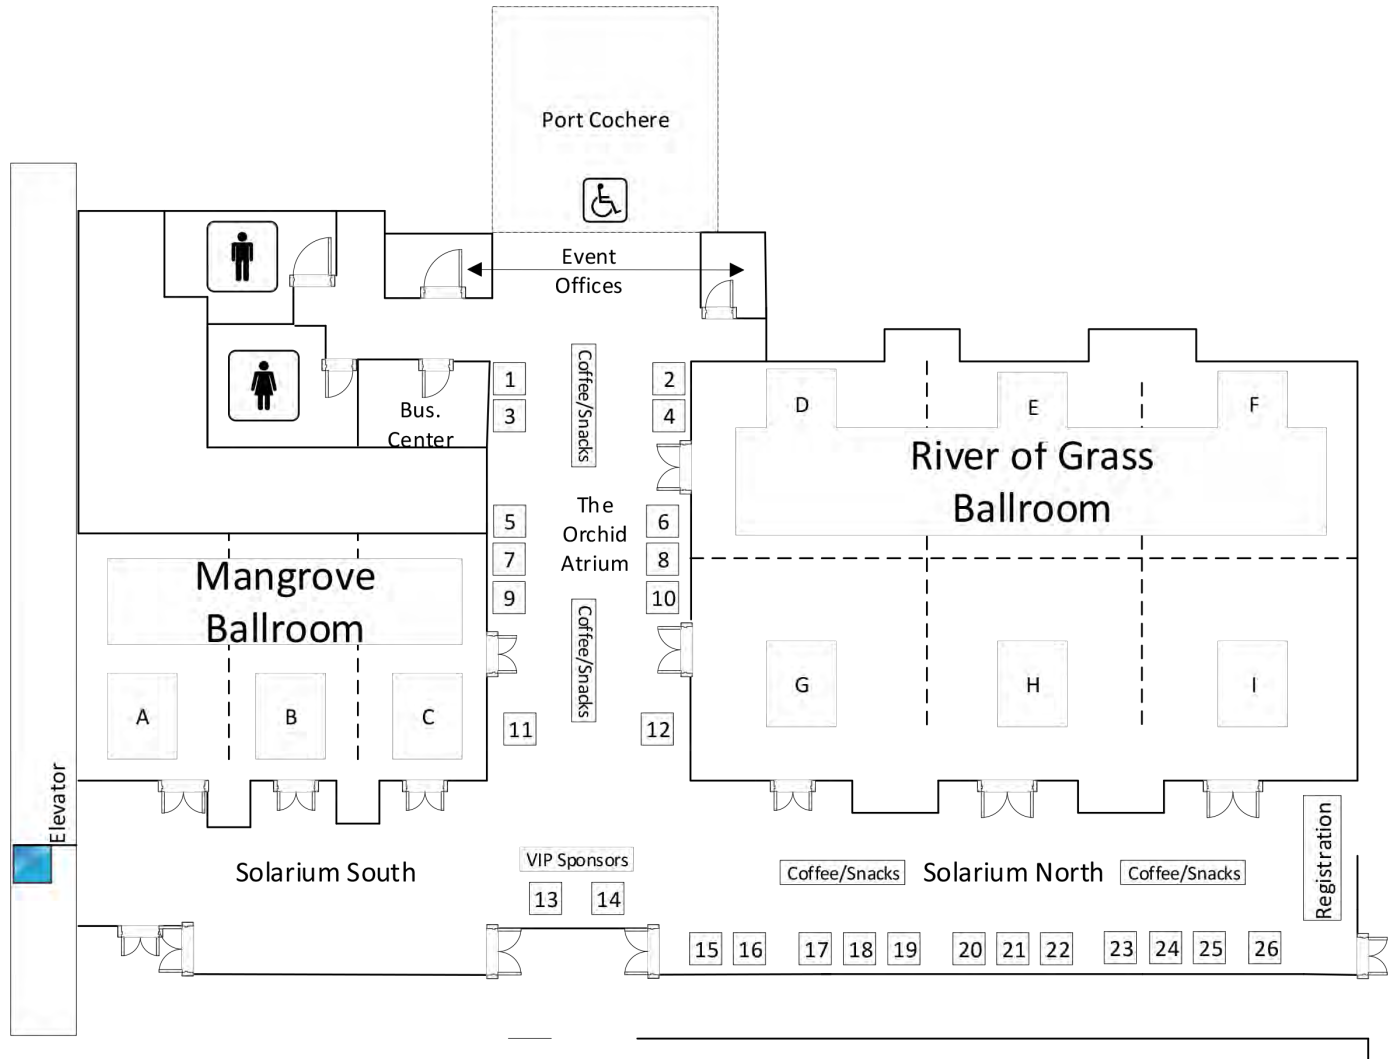 Port Cochere
Event
Offices
Coffee/Snacks
1
2
3
4
Bus.
Center
D
E
F
River of Grass
Ballroom
The
Orchid
Atrium
5
6
7
8
9
10
Mangrove
Ballroom
Coffee/Snacks
A
B
C
G
H
I
11
12
Elevator
Solarium South
VIP Sponsors
13
14
Coffee/Snacks
Solarium North
Coffee/Snacks
Registration
15
16
17
18
19
20
21
22
23
24
25
26